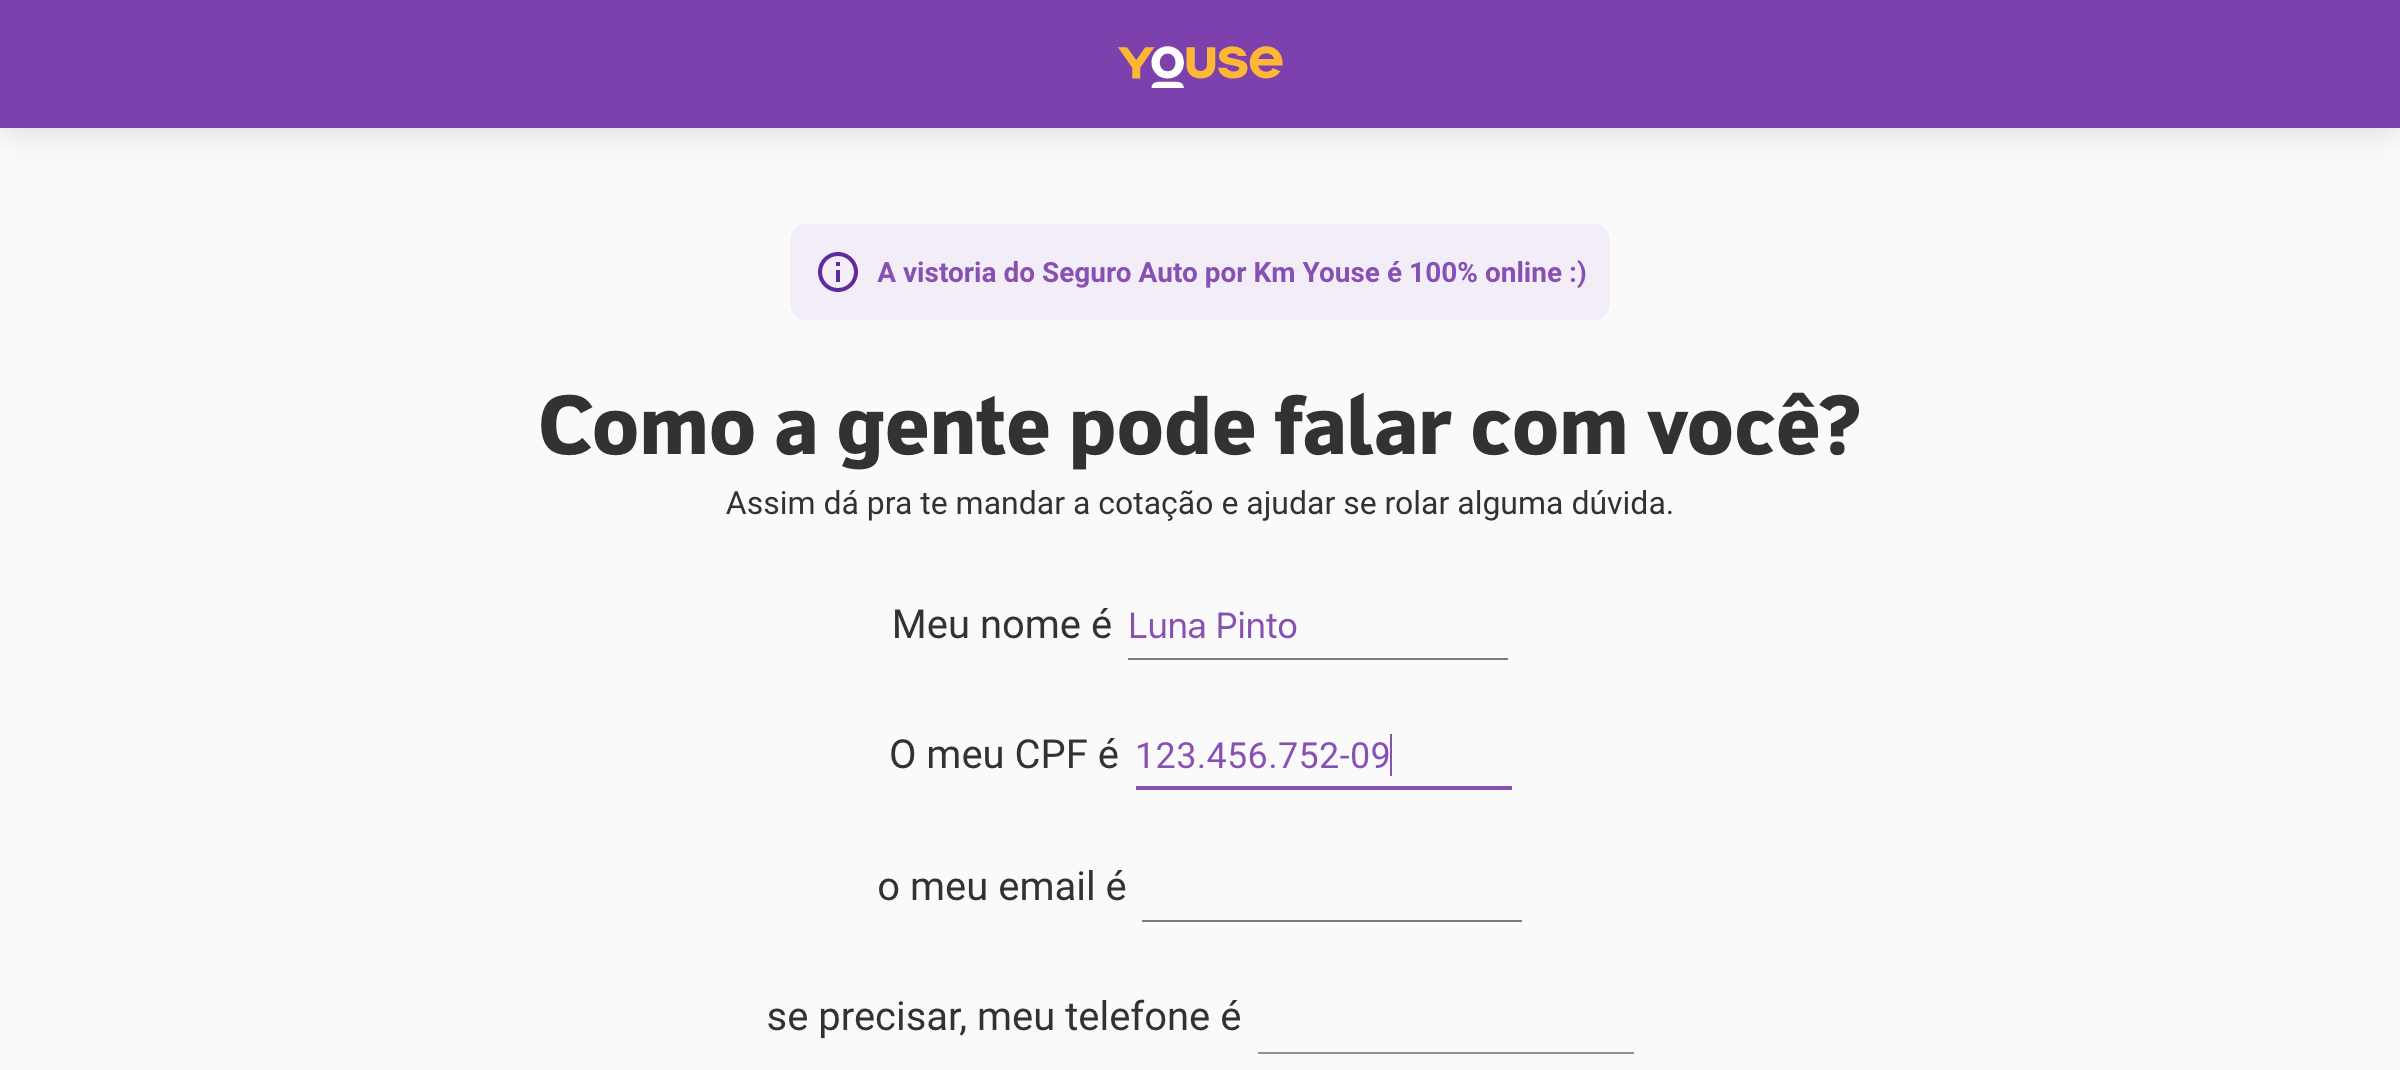 Youse
A vistoria do Seguro Auto por Km Youse é 100% online :)
Como a gente pode falar com você?
Assim dá pra te mandar a cotação e ajudar se rolar alguma dúvida.
Meu nome é Luna Pinto
O meu CPF é 123.456.752-09
o meu email é
se precisar, meu telefone é